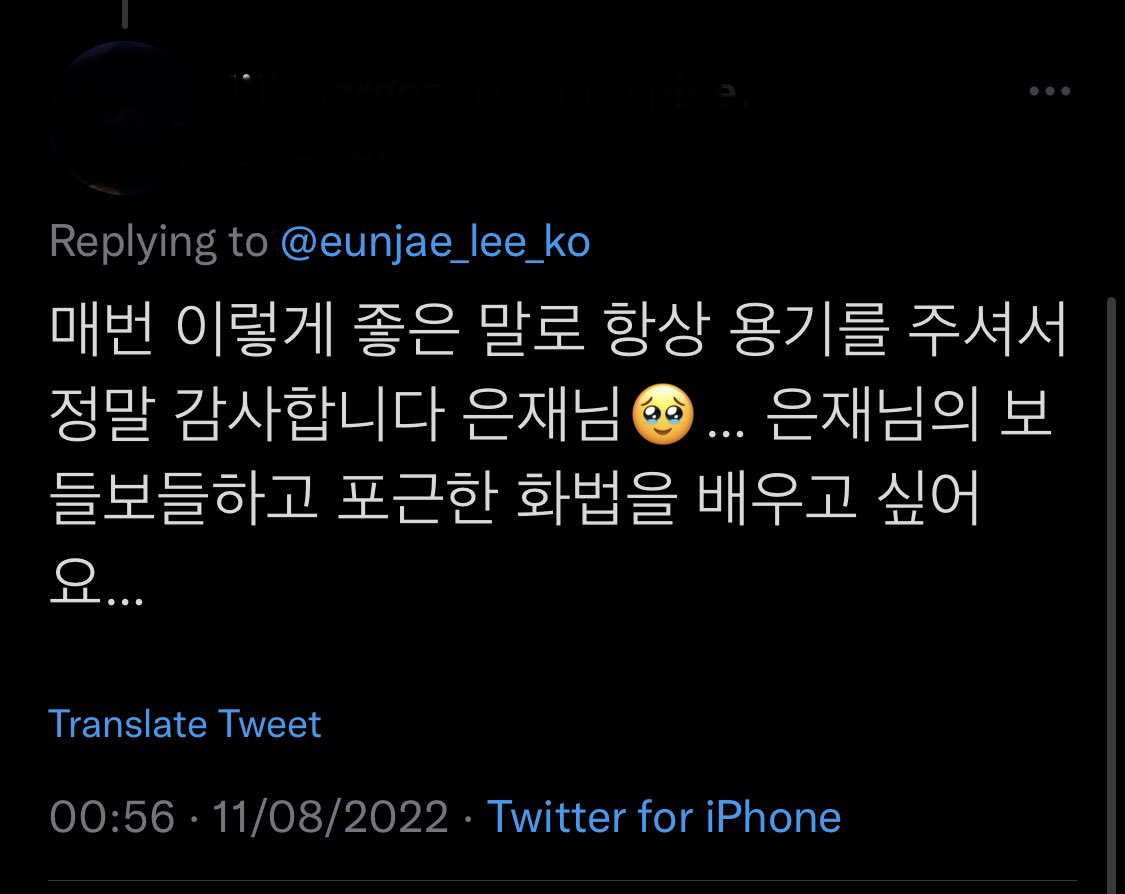 Replying to @eunjae_lee_ko
매번 이렇게 좋은 말로 항상 용기를 주셔서
정말 감사합니다 은재님🥹... 은재님의 보
들보들하고 포근한 화법을 배우고 싶어
요...
Translate Tweet
00:56 · 11/08/2022 · Twitter for iPhone